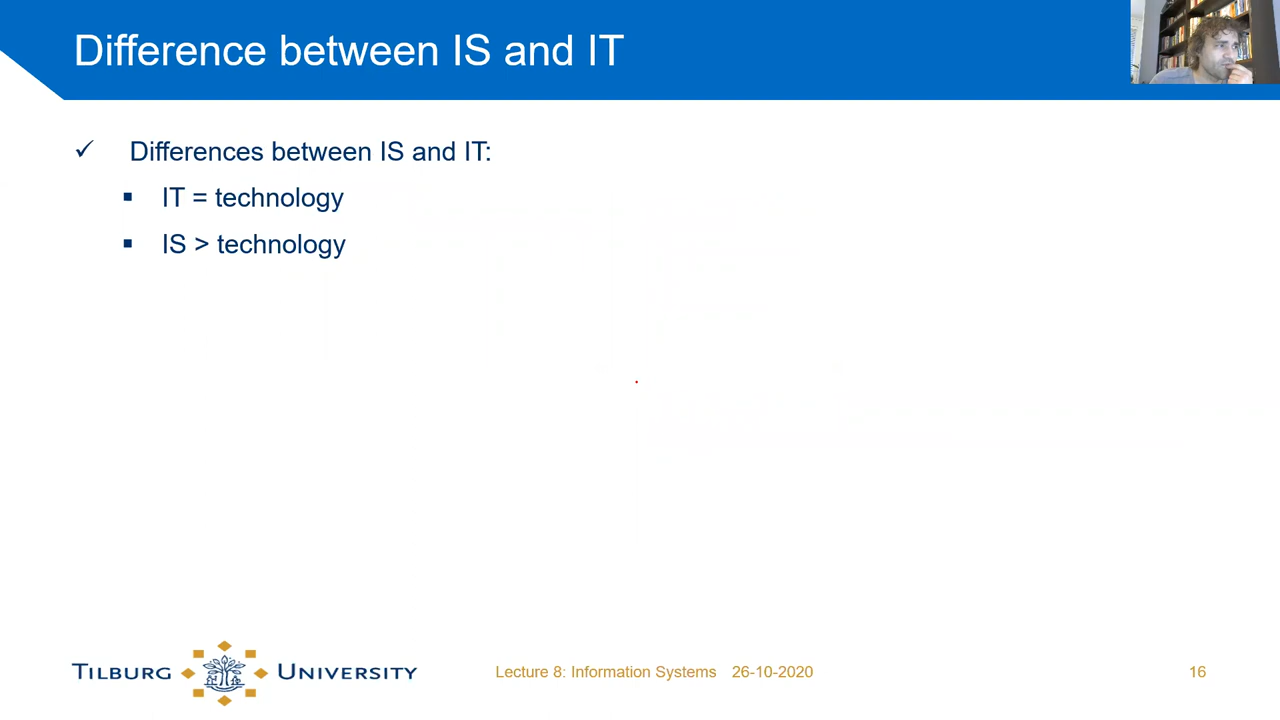 Difference between IS and IT
✓ Differences between IS and IT:
▪ IT = technology
▪ IS > technology
TILBURG UNIVERSITY
Lecture 8: Information Systems 26-10-2020
16